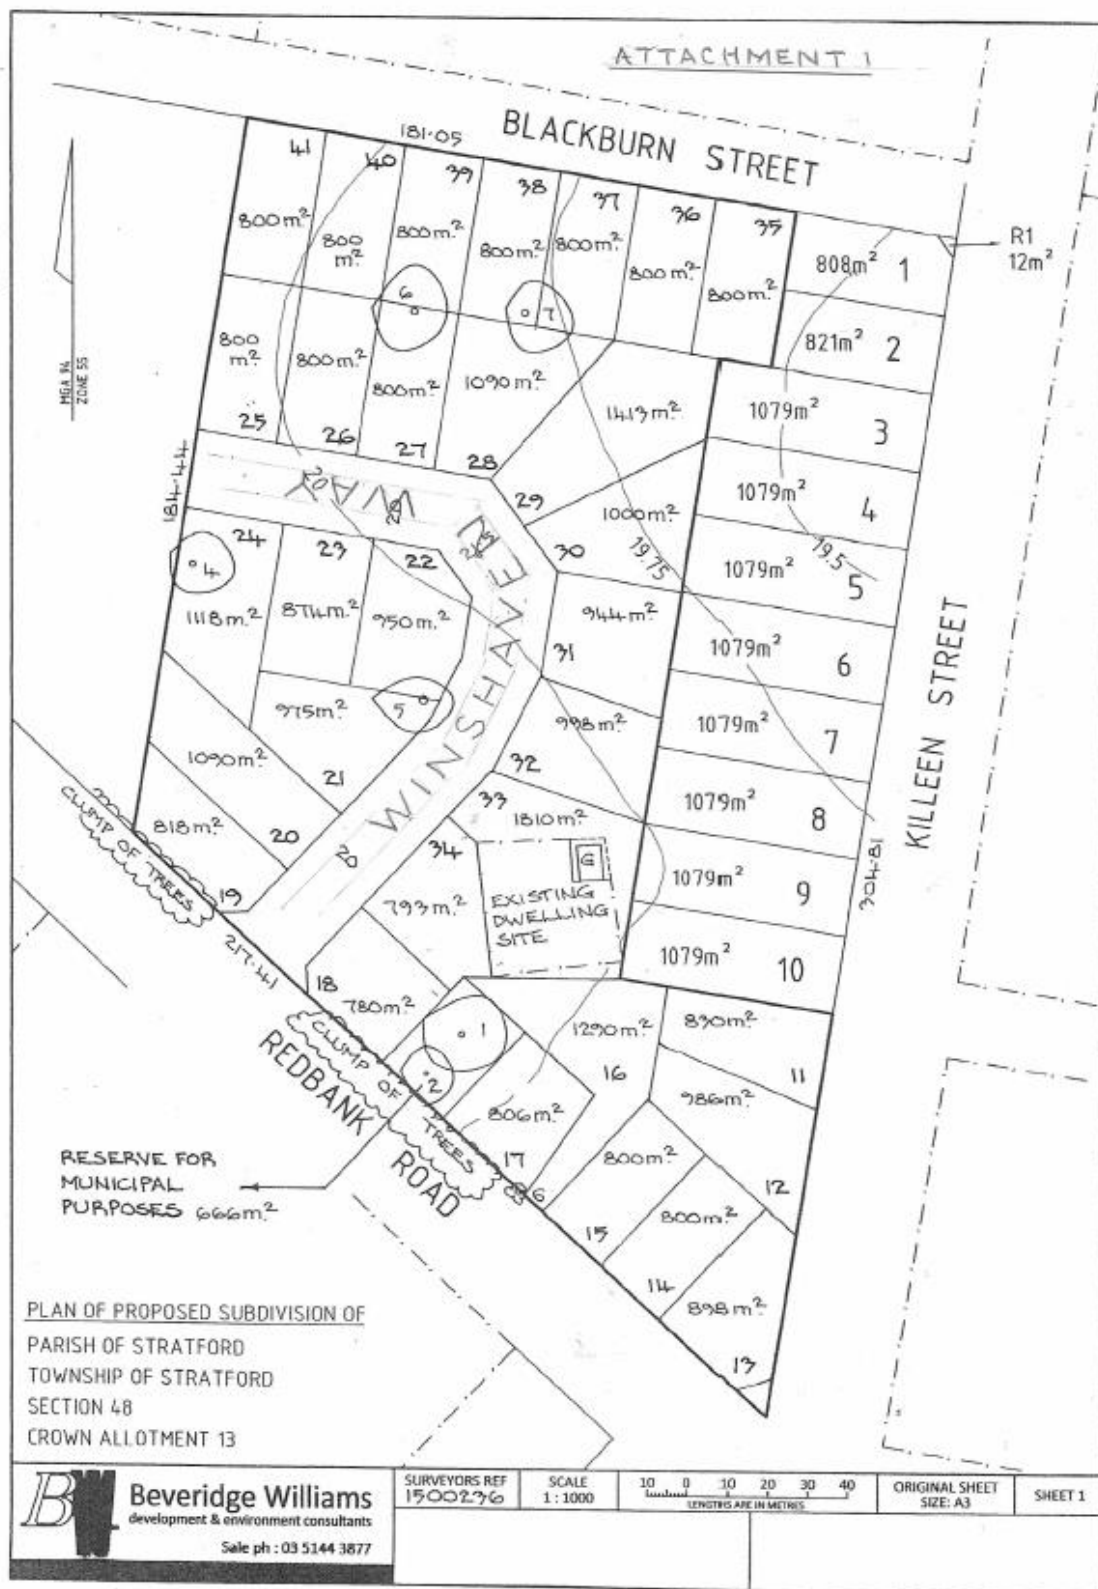 ATTACHMENT 1
BLACKBURN STREET
181·05
R1
12m²
41
40
39
38
37
36
35
800m²
800
m²
800m²
800m²
800m²
800m²
800m²
808m² 1
821m² 2
1079m² 3
1079m² 4
1079m² 5
1079m² 6
1079m² 7
1079m² 8
1079m² 9
1079m² 10
MGA 94
ZONE 55
6
7
800
m²
800m²
800m²
1090m²
1413m²
1000m²
25
26
27
28
29
30
184·44
20
20
WINSHAW
WAY
19.75
19.5
KILLEEN STREET
304·81
24
23
22
4
1118m²
874m²
950m²
944m²
31
975m²
5
998m²
32
1090m²
21
33
1810m²
818m²
20
34
20
G
EXISTING
DWELLING
SITE
793m²
19
CLUMP OF TREES
217·41
18
780m²
CLUMP OF TREES
REDBANK ROAD
1
2
1290m²
16
830m²
11
986m²
12
806m²
17
6
800m²
15
800m²
14
898m²
13
RESERVE FOR
MUNICIPAL
PURPOSES 666m²
PLAN OF PROPOSED SUBDIVISION OF
PARISH OF STRATFORD
TOWNSHIP OF STRATFORD
SECTION 48
CROWN ALLOTMENT 13
BW
Beveridge Williams
development & environment consultants
Sale ph : 03 5144 3877
SURVEYORS REF
1500236
SCALE
1 : 1000
10 0 10 20 30 40
LENGTHS ARE IN METRES
ORIGINAL SHEET
SIZE: A3
SHEET 1